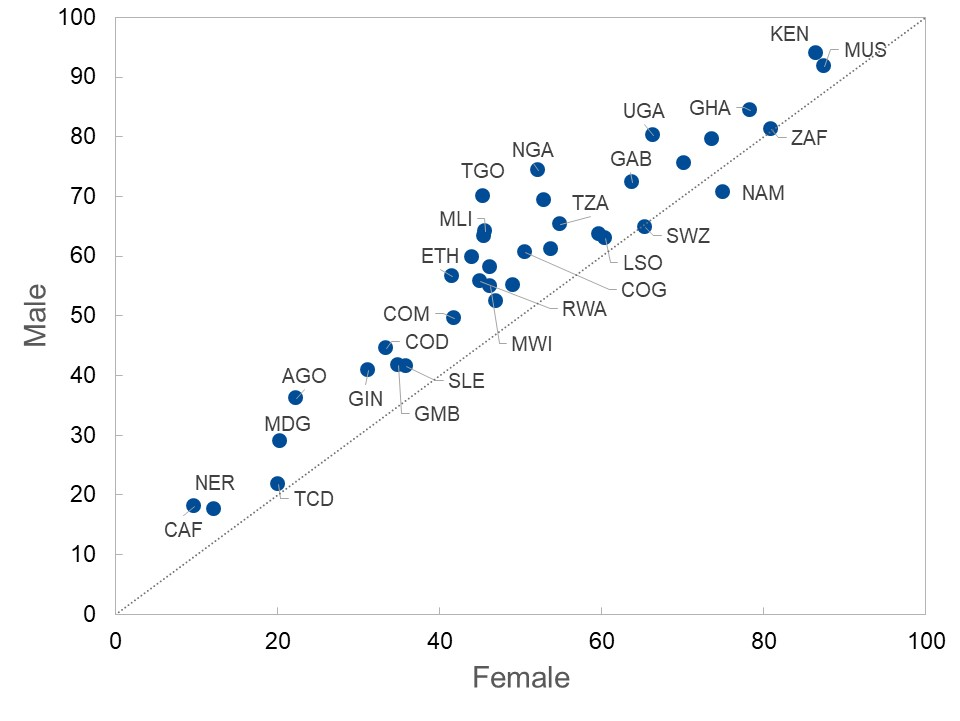 100
90
80
70
60
50
40
30
20
10
0
Male
KEN
MUS
GHA
UGA
ZAF
NGA
GAB
TGO
NAM
TZA
MLI
SWZ
ETH
LSO
COG
RWA
COM
COD
MWI
AGO
SLE
GIN
GMB
MDG
NER
TCD
CAF
0 20 40 60 80 100
Female